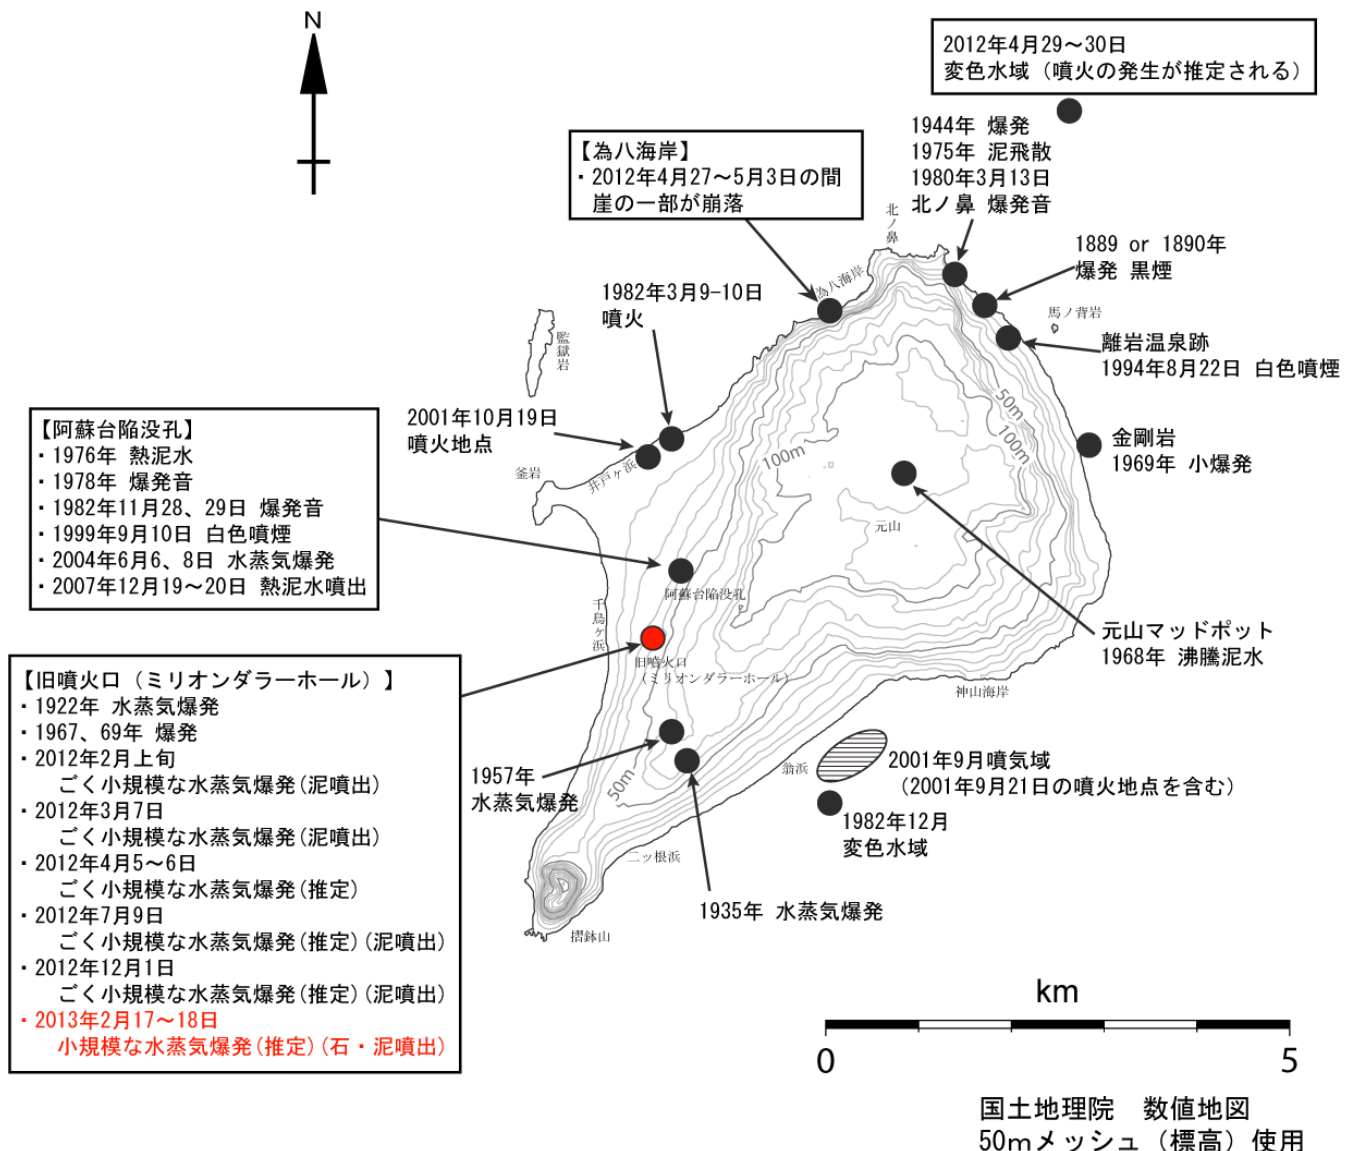 N
2012年4月29～30日
変色水域（噴火の発生が推定される）
1944年 爆発
1975年 泥飛散
1980年3月13日
北ノ鼻 爆発音
【為八海岸】
・2012年4月27～5月3日の間
崖の一部が崩落
北ノ鼻
為八海岸
1889 or 1890年
爆発 黒煙
馬ノ背岩
離岩温泉跡
1994年8月22日 白色噴煙
1982年3月9-10日
噴火
監獄岩
2001年10月19日
噴火地点
釜岩
井戸ヶ浜
50m
100m
100m
金剛岩
1969年 小爆発
元山
【阿蘇台陥没孔】
・1976年 熱泥水
・1978年 爆発音
・1982年11月28、29日 爆発音
・1999年9月10日 白色噴煙
・2004年6月6、8日 水蒸気爆発
・2007年12月19～20日 熱泥水噴出
阿蘇台陥没孔
千鳥ヶ浜
元山マッドポット
1968年 沸騰泥水
旧噴火口
（ミリオンダラーホール）
神山海岸
【旧噴火口（ミリオンダラーホール）】
・1922年 水蒸気爆発
・1967、69年 爆発
・2012年2月上旬
ごく小規模な水蒸気爆発(泥噴出)
・2012年3月7日
ごく小規模な水蒸気爆発(泥噴出)
・2012年4月5～6日
ごく小規模な水蒸気爆発(推定)
・2012年7月9日
ごく小規模な水蒸気爆発(推定)(泥噴出)
・2012年12月1日
ごく小規模な水蒸気爆発(推定)(泥噴出)
・2013年2月17～18日
小規模な水蒸気爆発(推定)(石・泥噴出)
1957年
水蒸気爆発
50m
翁浜
2001年9月噴気域
（2001年9月21日の噴火地点を含む）
1982年12月
変色水域
二ッ根浜
1935年 水蒸気爆発
摺鉢山
km
0
5
国土地理院　数値地図
50mメッシュ（標高）使用